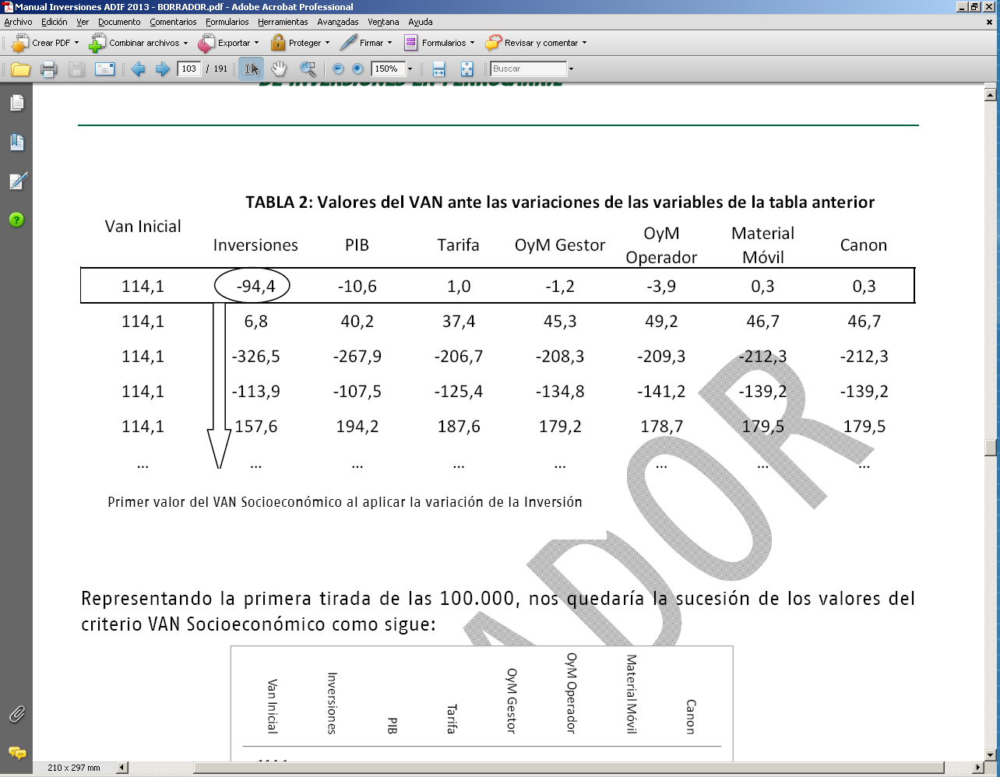 Manual Inversiones ADIF 2013 - BORRADOR.pdf - Adobe Acrobat Professional
Archivo Edición Ver Documento Comentarios Formularios Herramientas Avanzadas Ventana Ayuda
Crear PDF Combinar archivos Exportar Proteger Firmar Formularios Revisar y comentar
103 / 191 150% Buscar
DE INVERSIONES EN FERROCARRIL
TABLA 2: Valores del VAN ante las variaciones de las variables de la tabla anterior
Van Inicial Inversiones PIB Tarifa OyM Gestor OyM Operador Material Móvil Canon
114,1 -94,4 -10,6 1,0 -1,2 -3,9 0,3 0,3
114,1 6,8 40,2 37,4 45,3 49,2 46,7 46,7
114,1 -326,5 -267,9 -206,7 -208,3 -209,3 -212,3 -212,3
114,1 -113,9 -107,5 -125,4 -134,8 -141,2 -139,2 -139,2
114,1 157,6 194,2 187,6 179,2 178,7 179,5 179,5
... ... ... ... ... ... ... ...
Primer valor del VAN Socioeconómico al aplicar la variación de la Inversión
Representando la primera tirada de las 100.000, nos quedaría la sucesión de los valores del
criterio VAN Socioeconómico como sigue:
Van Inicial Inversiones PIB Tarifa OyM Gestor OyM Operador Material Móvil Canon
210 x 297 mm